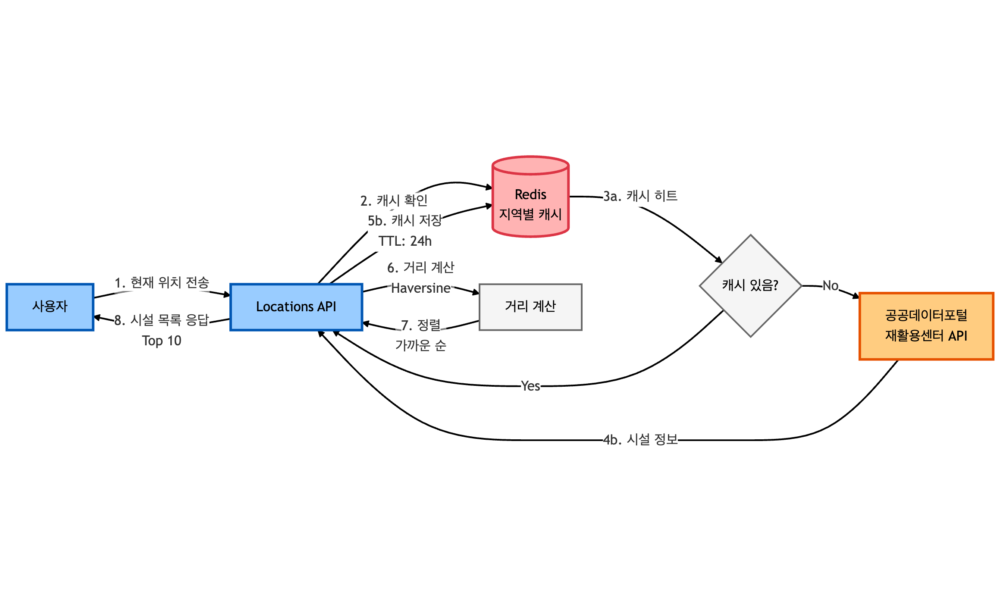 Redis
지역별 캐시
2. 캐시 확인
3a. 캐시 히트
5b. 캐시 저장
TTL: 24h
6. 거리 계산
Haversine
1. 현재 위치 전송
사용자
Locations API
거리 계산
캐시 있음?
No
공공데이터포털
재활용센터 API
8. 시설 목록 응답
Top 10
7. 정렬
가까운 순
Yes
4b. 시설 정보